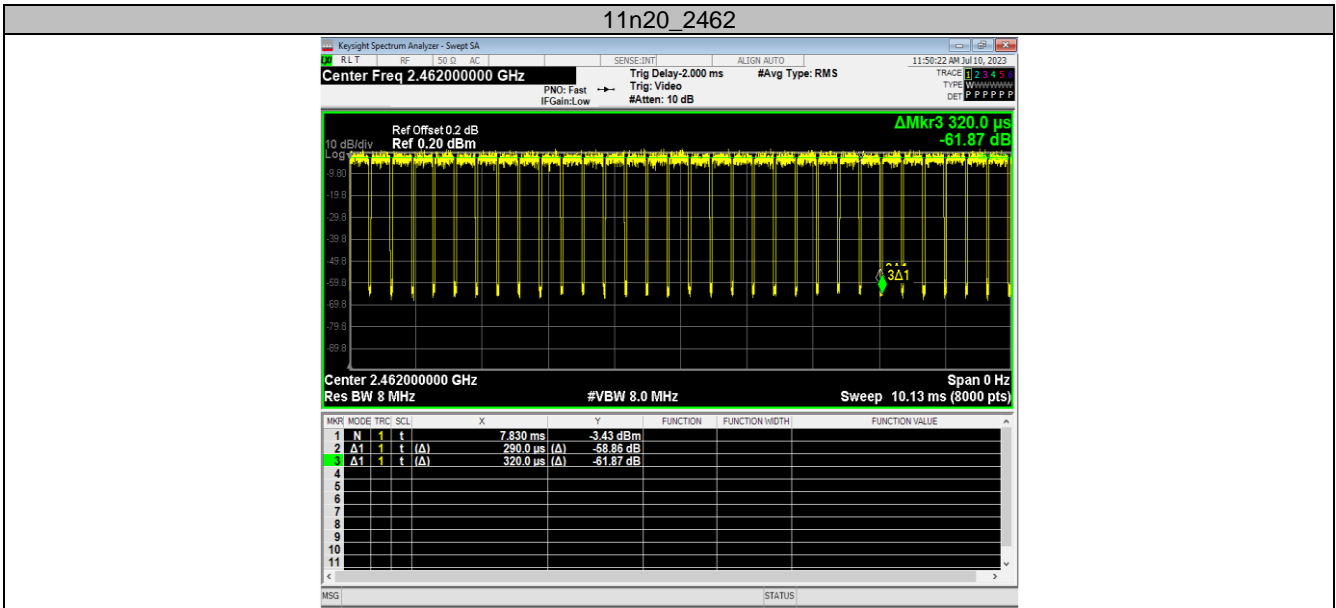 11n20_2462
Keysight Spectrum Analyzer - Swept SA
LXI RLT RF 50 Ω AC SENSE:INT ALIGN AUTO 11:50:22 AM Jul 10, 2023
Center Freq 2.462000000 GHz Trig Delay-2.000 ms #Avg Type: RMS TRACE 1 2 3 4 5 6
PNO: Fast Trig: Video TYPE WWWWWW
IFGain:Low #Atten: 10 dB DET P P P P P P
ΔMkr3 320.0 µs
-61.87 dB
Ref Offset 0.2 dB
10 dB/div Ref 0.20 dBm
Log
-9.80
-19.8
-29.8
-39.8
-49.8
-59.8
-69.8
-79.8
-89.8
3Δ1
Center 2.462000000 GHz Span 0 Hz
Res BW 8 MHz #VBW 8.0 MHz Sweep 10.13 ms (8000 pts)
MKR MODE TRC SCL X Y FUNCTION FUNCTION WIDTH FUNCTION VALUE
1 N 1 t 7.830 ms -3.43 dBm
2 Δ1 1 t (Δ) 290.0 µs (Δ) -58.86 dB
3 Δ1 1 t (Δ) 320.0 µs (Δ) -61.87 dB
4
5
6
7
8
9
10
11
MSG STATUS